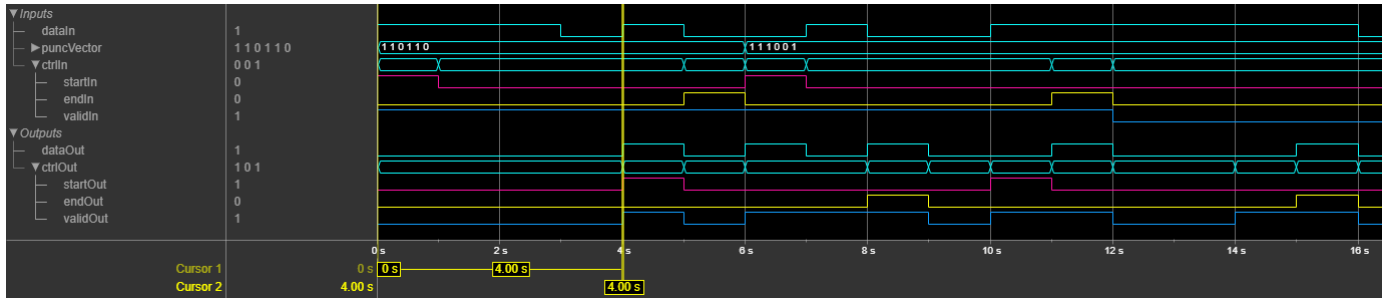 Inputs
dataIn 1
puncVector 1 1 0 1 1 0 110110 111001
ctrlIn 0 0 1
startIn 0
endIn 0
validIn 1
Outputs
dataOut 1
ctrlOut 1 0 1
startOut 1
endOut 0
validOut 1
0 s 2 s 4 s 6 s 8 s 10 s 12 s 14 s 16 s
Cursor 1 0 s 0 s 4.00 s
Cursor 2 4.00 s 4.00 s